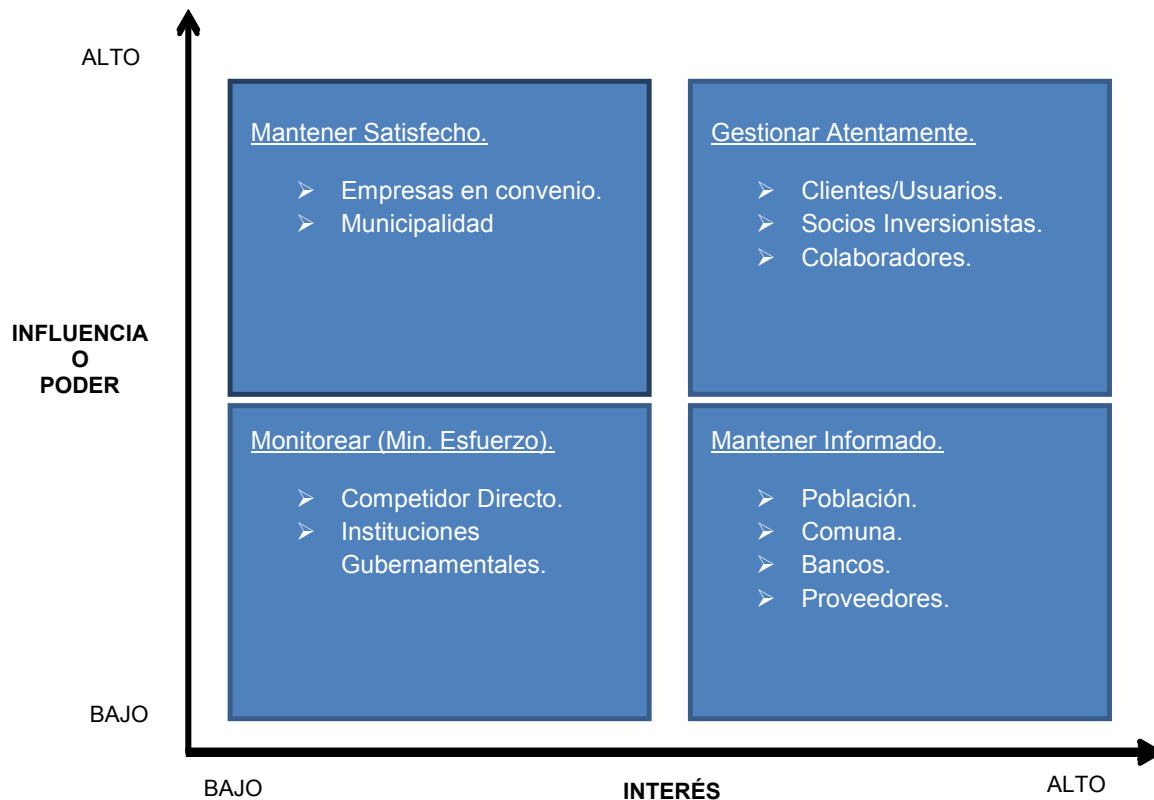 ALTO
Mantener Satisfecho.
➢ Empresas en convenio.
➢ Municipalidad
Gestionar Atentamente.
➢ Clientes/Usuarios.
➢ Socios Inversionistas.
➢ Colaboradores.
INFLUENCIA
O
PODER
Monitorear (Min. Esfuerzo).
➢ Competidor Directo.
➢ Instituciones
Gubernamentales.
Mantener Informado.
➢ Población.
➢ Comuna.
➢ Bancos.
➢ Proveedores.
BAJO
BAJO
INTERÉS
ALTO